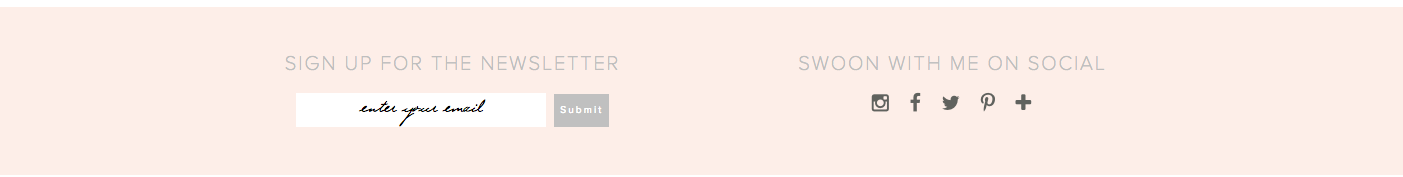 SIGN UP FOR THE NEWSLETTER
enter your email
Submit
SWOON WITH ME ON SOCIAL